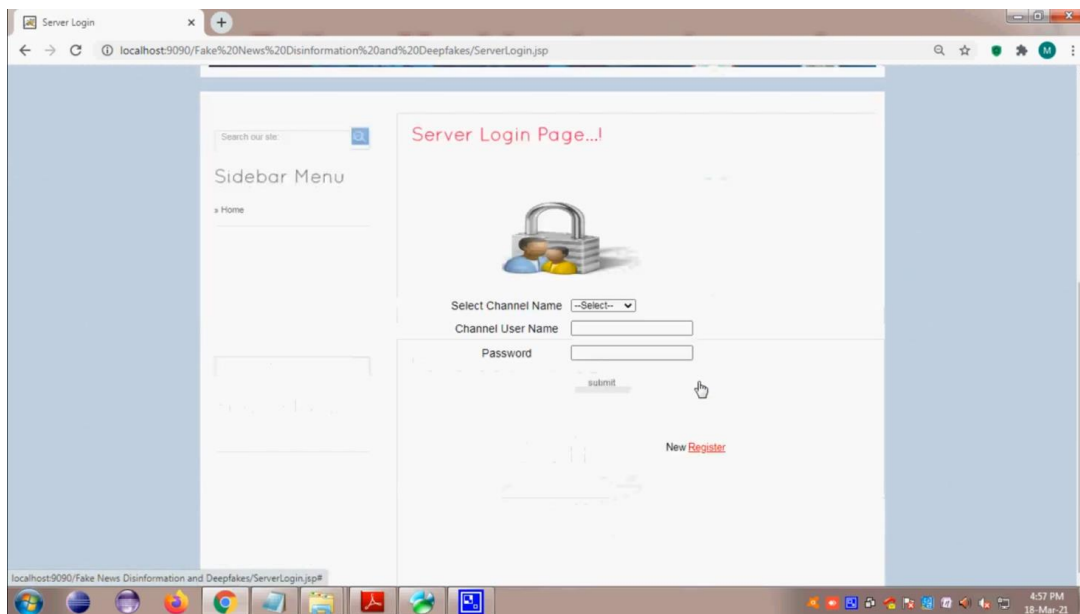 Server Login
localhost:9090/Fake%20News%20Disinformation%20and%20Deepfakes/ServerLogin.jsp
M
Search our site:
Server Login Page...!
Sidebar Menu
» Home
Select Channel Name --Select--
Channel User Name
Password
submit
New Register
localhost:9090/Fake News Disinformation and Deepfakes/ServerLogin.jsp#
4:57 PM
18-Mar-21